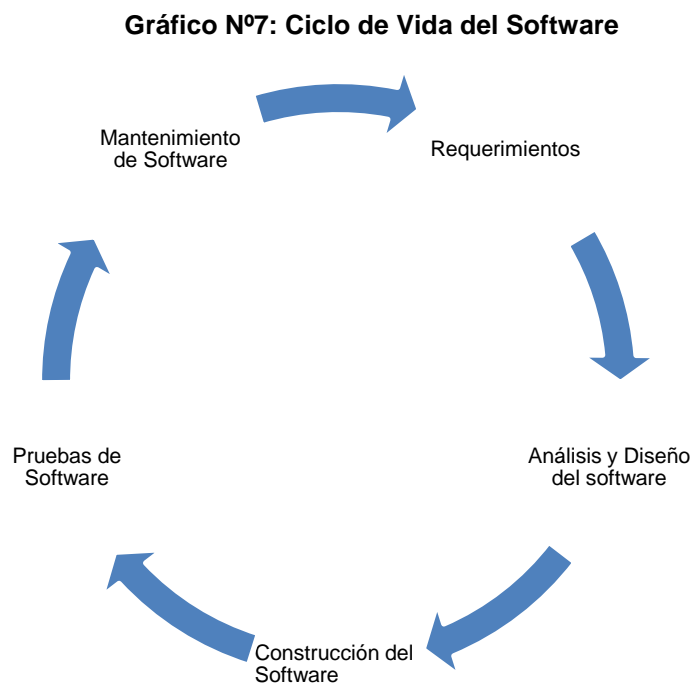 Gráfico Nº7: Ciclo de Vida del Software
Mantenimiento
de Software
Requerimientos
Análisis y Diseño
del software
Construcción del
Software
Pruebas de
Software